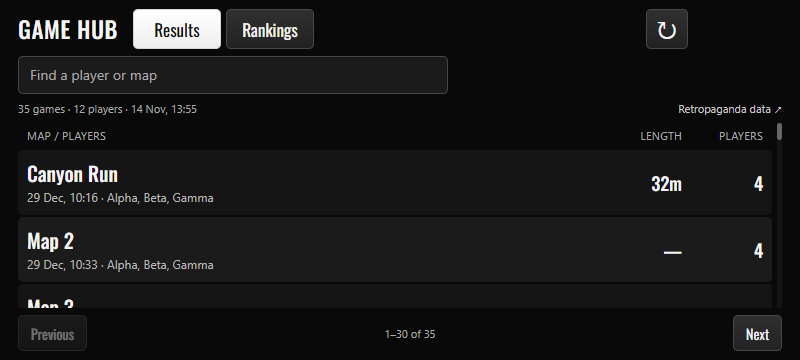 GAME HUB Results Rankings ↻
Find a player or map
35 games · 12 players · 14 Nov, 13:55 Retropaganda data ↗
MAP / PLAYERS LENGTH PLAYERS
Canyon Run 32m 4
29 Dec, 10:16 · Alpha, Beta, Gamma
Map 2 — 4
29 Dec, 10:33 · Alpha, Beta, Gamma
Map 3
Previous 1–30 of 35 Next